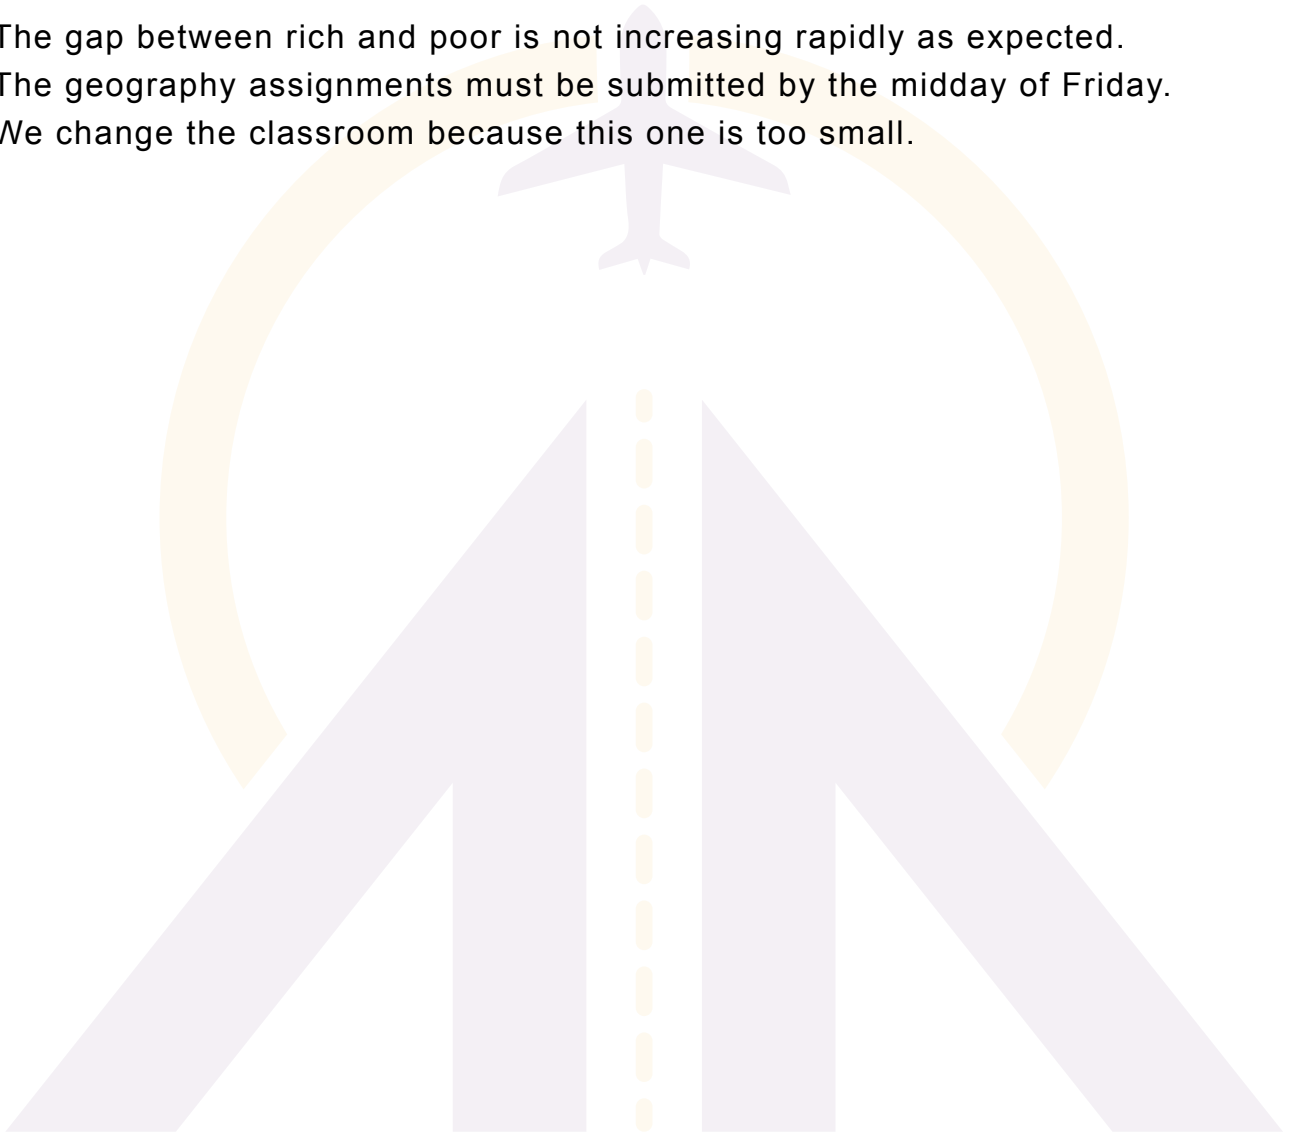 The gap between rich and poor is not increasing rapidly as expected.
The geography assignments must be submitted by the midday of Friday.
We change the classroom because this one is too small.